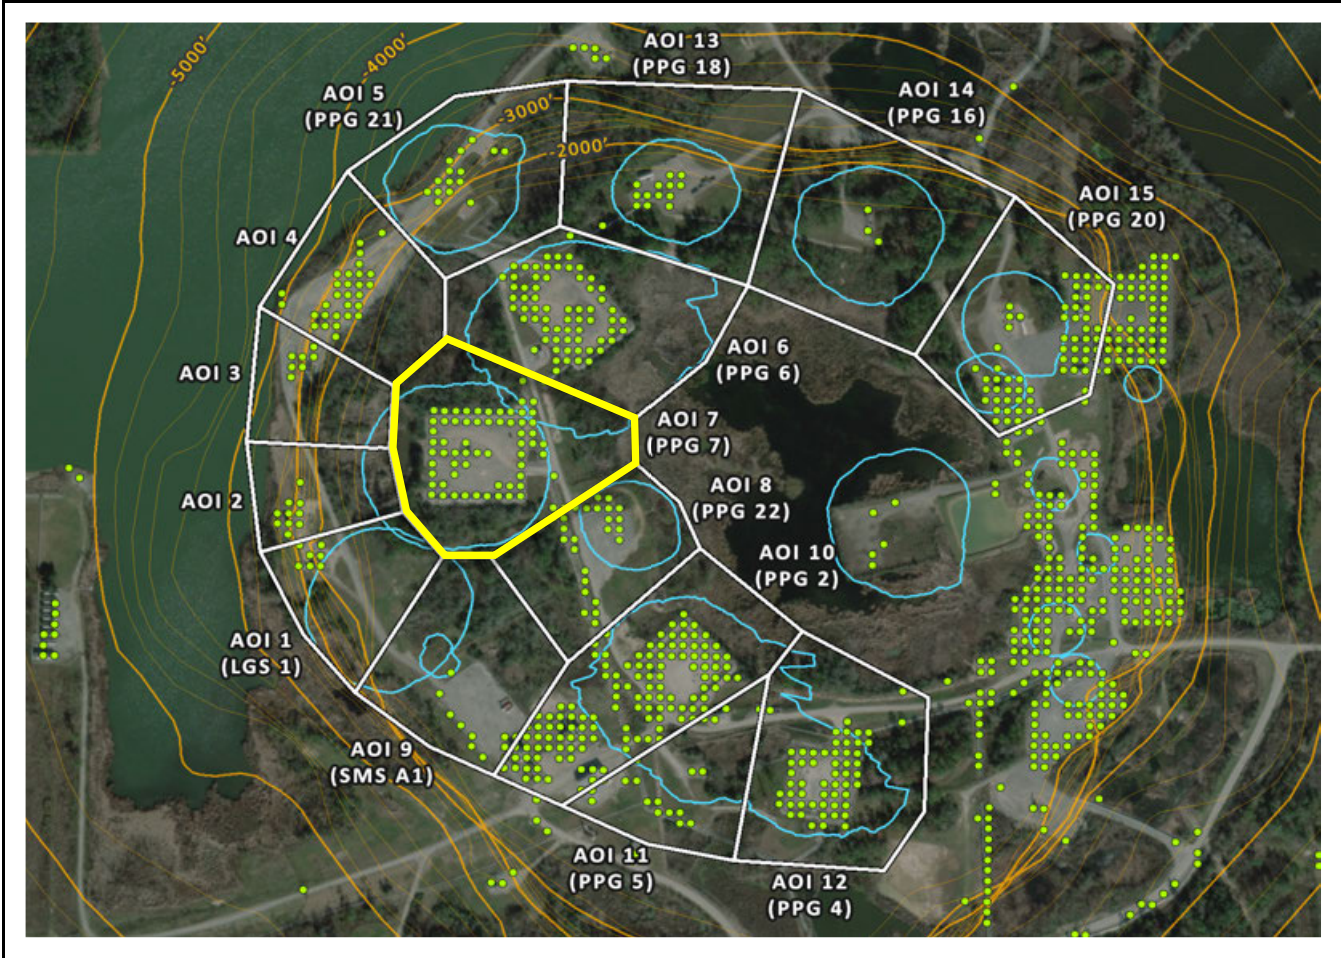 AOI 13
(PPG 18)
-5000'
-4000'
AOI 5
(PPG 21)
AOI 14
(PPG 16)
-3000'
-2000'
AOI 15
(PPG 20)
AOI 4
AOI 3
AOI 6
(PPG 6)
AOI 7
(PPG 7)
AOI 2
AOI 8
(PPG 22)
AOI 10
(PPG 2)
AOI 1
(LGS 1)
AOI 9
(SMS A1)
AOI 11
(PPG 5)
AOI 12
(PPG 4)